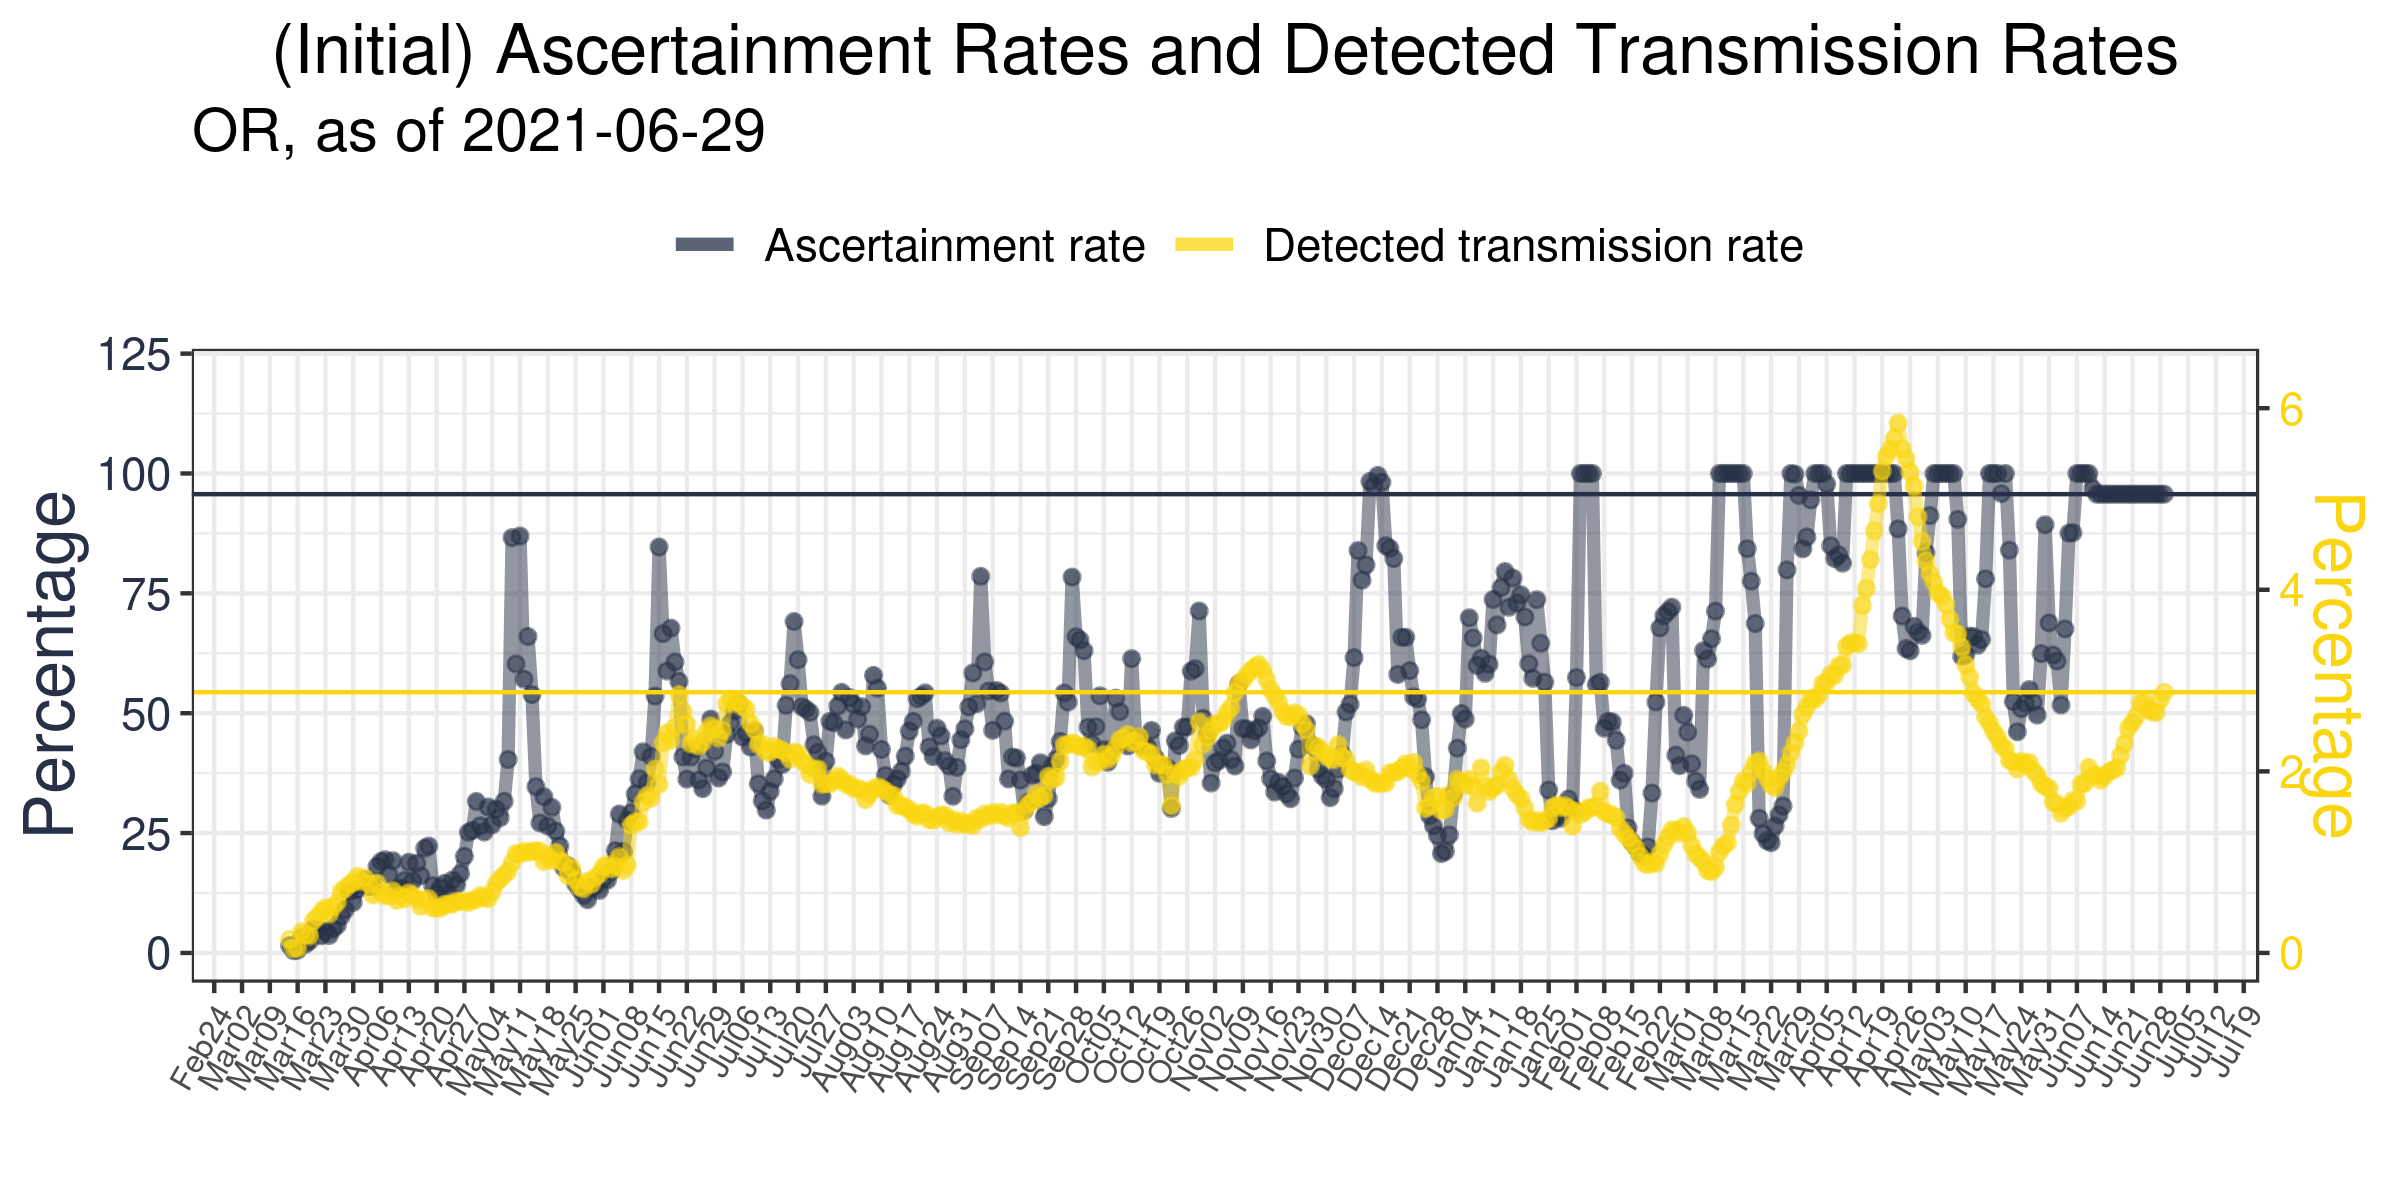 (Initial) Ascertainment Rates and Detected Transmission Rates
OR, as of 2021-06-29
Ascertainment rate
Detected transmission rate
125
100
75
50
25
0
Percentage
6
4
2
0
Percentage
Feb24
Mar02
Mar09
Mar16
Mar23
Mar30
Apr06
Apr13
Apr20
Apr27
May04
May11
May18
May25
Jun01
Jun08
Jun15
Jun22
Jun29
Jul06
Jul13
Jul20
Jul27
Aug03
Aug10
Aug17
Aug24
Aug31
Sep07
Sep14
Sep21
Sep28
Oct05
Oct12
Oct19
Oct26
Nov02
Nov09
Nov16
Nov23
Nov30
Dec07
Dec14
Dec21
Dec28
Jan04
Jan11
Jan18
Jan25
Feb01
Feb08
Feb15
Feb22
Mar01
Mar08
Mar15
Mar22
Mar29
Apr05
Apr12
Apr19
Apr26
May03
May10
May17
May24
May31
Jun07
Jun14
Jun21
Jun28
Jul05
Jul12
Jul19